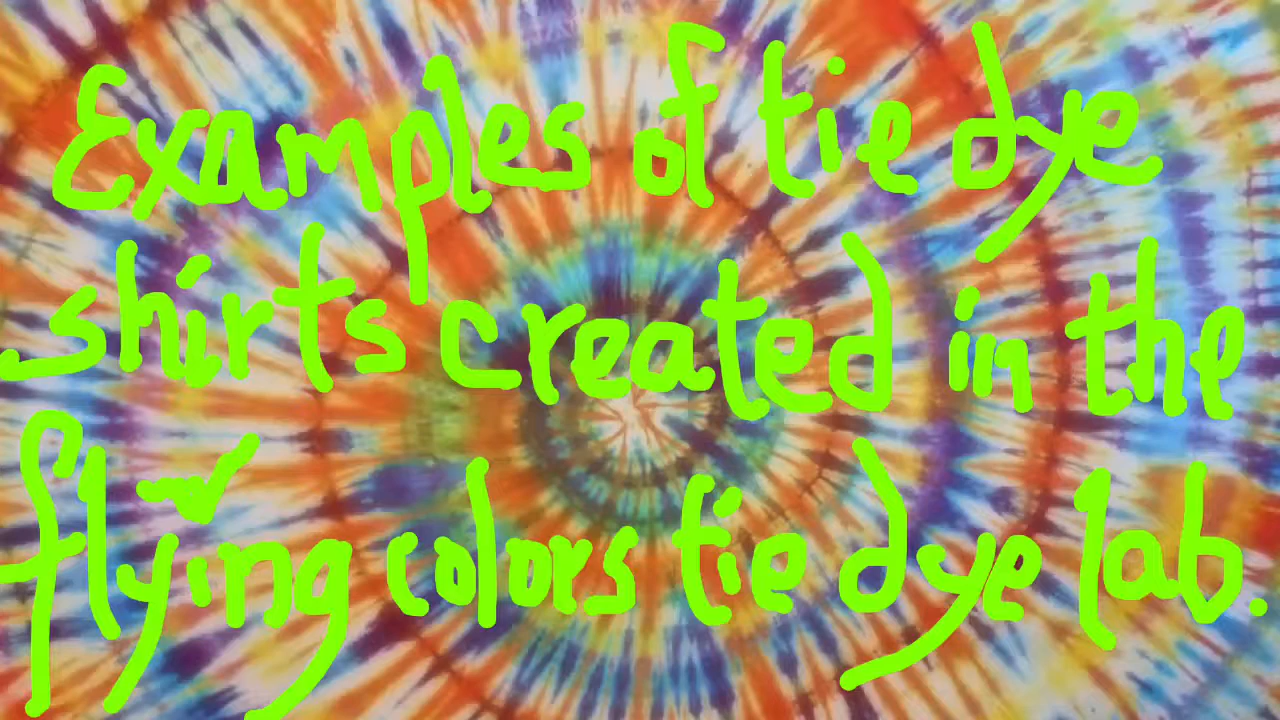 Examples of tie dye
shirts created in the
flying colors tie dye lab.